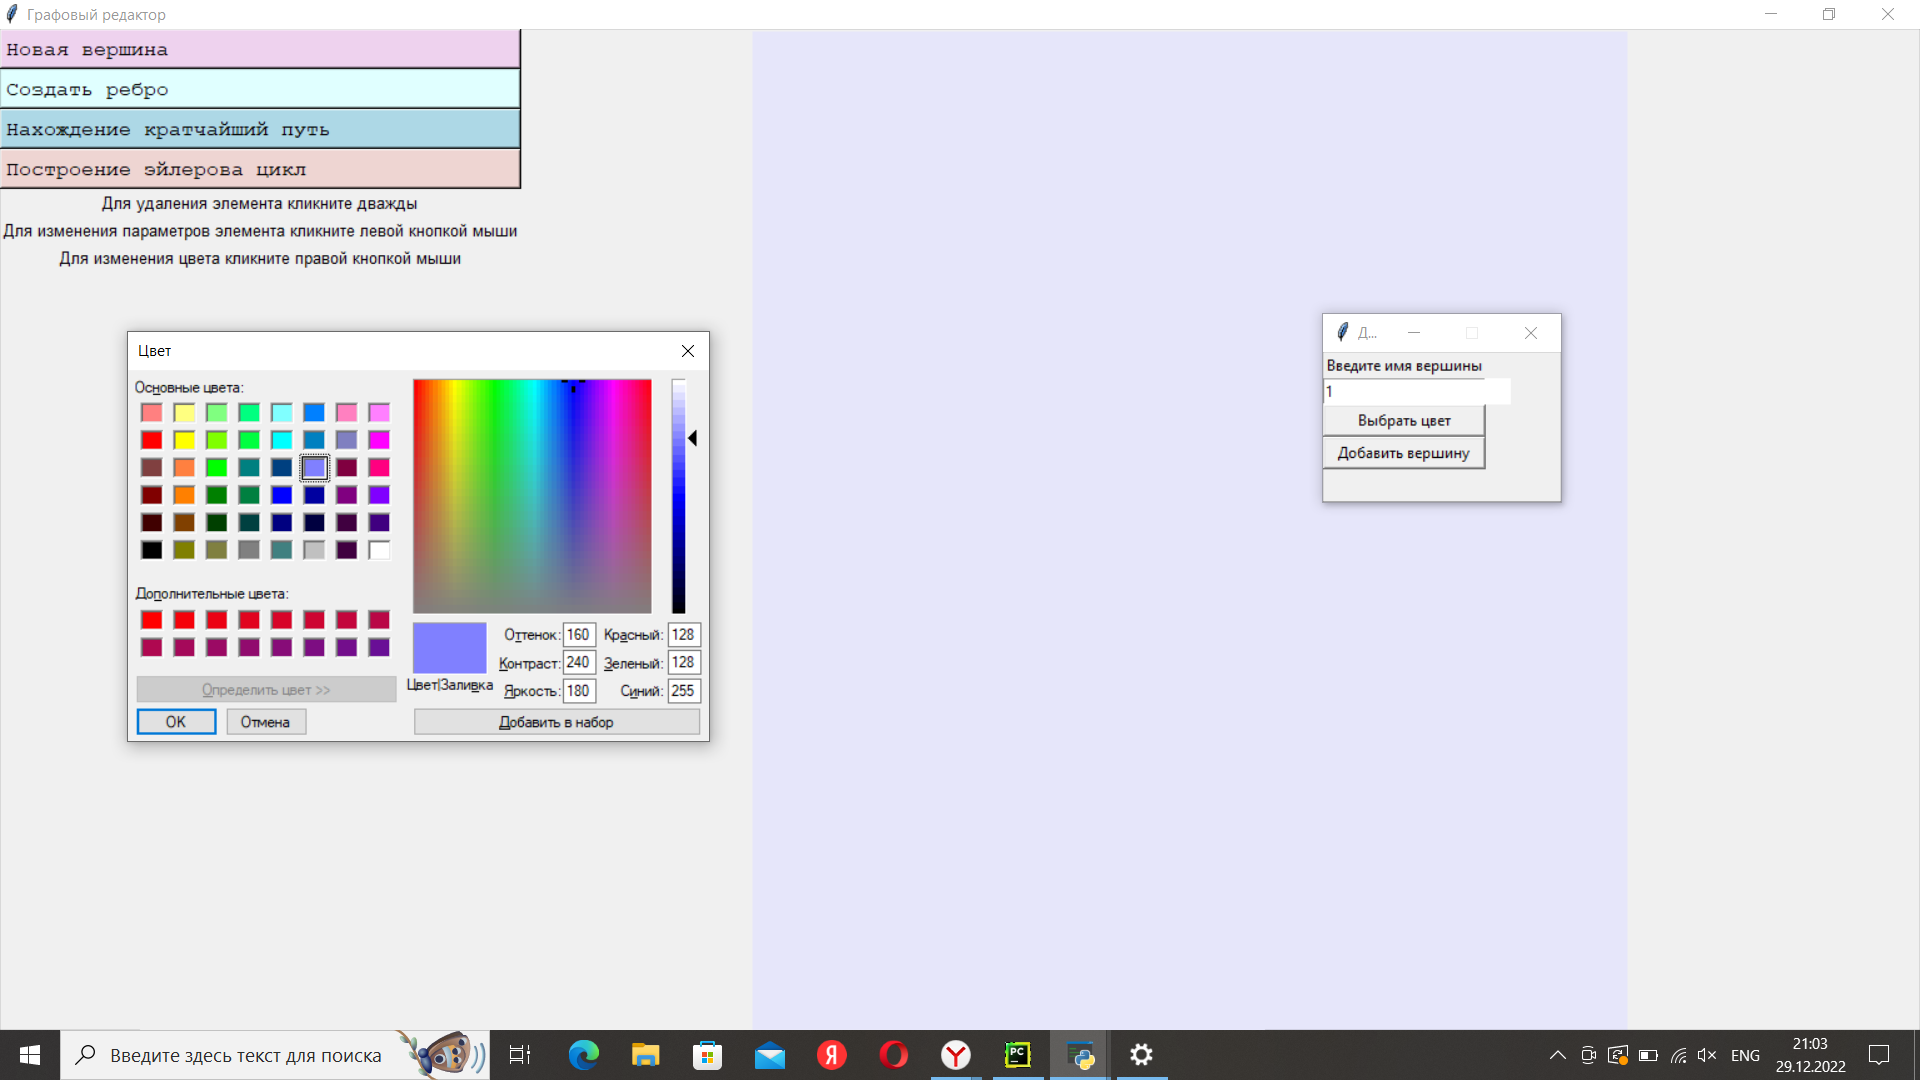 Графовый редактор
Новая вершина
Создать ребро
Нахождение кратчайший путь
Построение эйлерова цикл
Для удаления элемента кликните дважды
Для изменения параметров элемента кликните левой кнопкой мыши
Для изменения цвета кликните правой кнопкой мыши
Цвет
Основные цвета:
Дополнительные цвета:
Определить цвет >>
OK
Отмена
Цвет|Заливка
Оттенок: 160
Контраст: 240
Яркость: 180
Красный: 128
Зеленый: 128
Синий: 255
Добавить в набор
Д...
Введите имя вершины
1
Выбрать цвет
Добавить вершину
Введите здесь текст для поиска
Я
Y
PC
ENG
21:03
29.12.2022